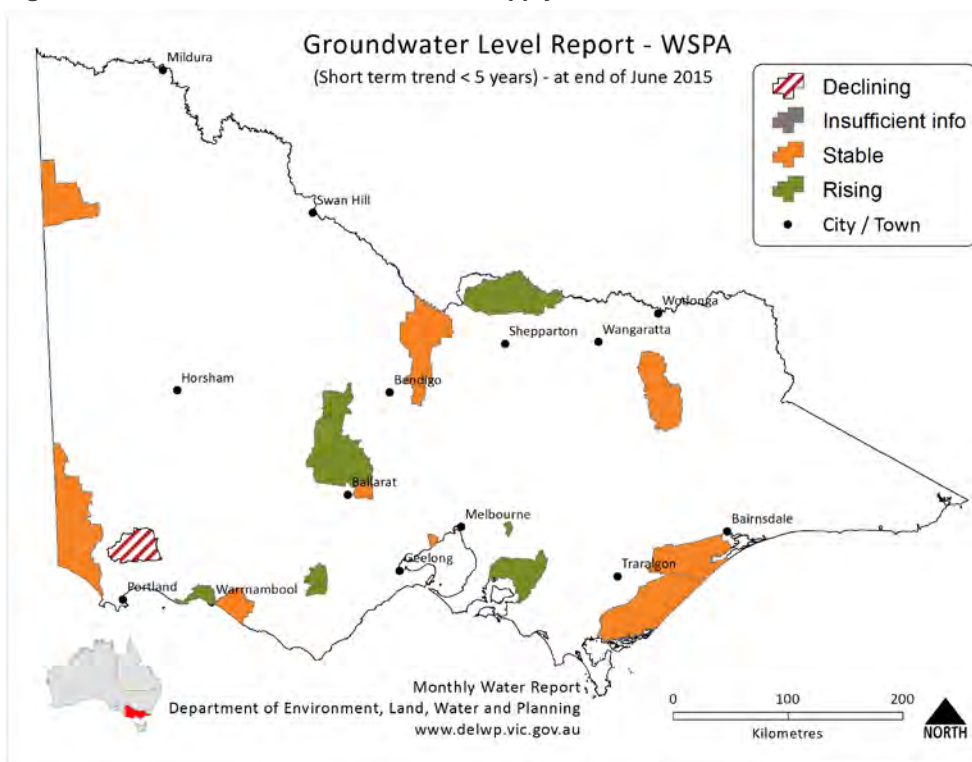 Groundwater Level Report - WSPA
(Short term trend < 5 years) - at end of June 2015
Declining
Insufficient info
Stable
Rising
City / Town
Mildura
Swan Hill
Wodonga
Shepparton
Wangaratta
Horsham
Bendigo
Ballarat
Melbourne
Bairnsdale
Geelong
Traralgon
Portland
Warrnambool
Monthly Water Report
Department of Environment, Land, Water and Planning
www.delwp.vic.gov.au
0 100 200
Kilometres
NORTH